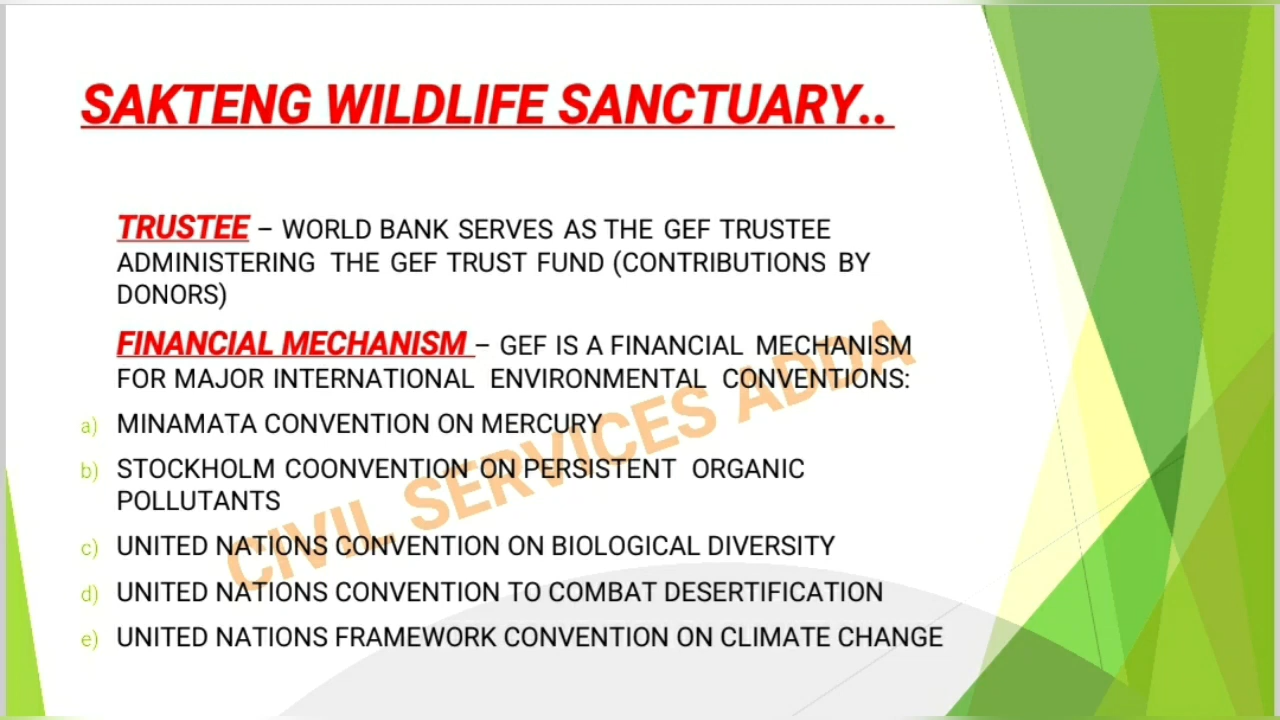 SAKTENG WILDLIFE SANCTUARY..
TRUSTEE – WORLD BANK SERVES AS THE GEF TRUSTEE
ADMINISTERING THE GEF TRUST FUND (CONTRIBUTIONS BY
DONORS)
FINANCIAL MECHANISM – GEF IS A FINANCIAL MECHANISM
FOR MAJOR INTERNATIONAL ENVIRONMENTAL CONVENTIONS:
a) MINAMATA CONVENTION ON MERCURY
b) STOCKHOLM COONVENTION ON PERSISTENT ORGANIC
POLLUTANTS
c) UNITED NATIONS CONVENTION ON BIOLOGICAL DIVERSITY
d) UNITED NATIONS CONVENTION TO COMBAT DESERTIFICATION
e) UNITED NATIONS FRAMEWORK CONVENTION ON CLIMATE CHANGE
CIVIL SERVICES ADDA